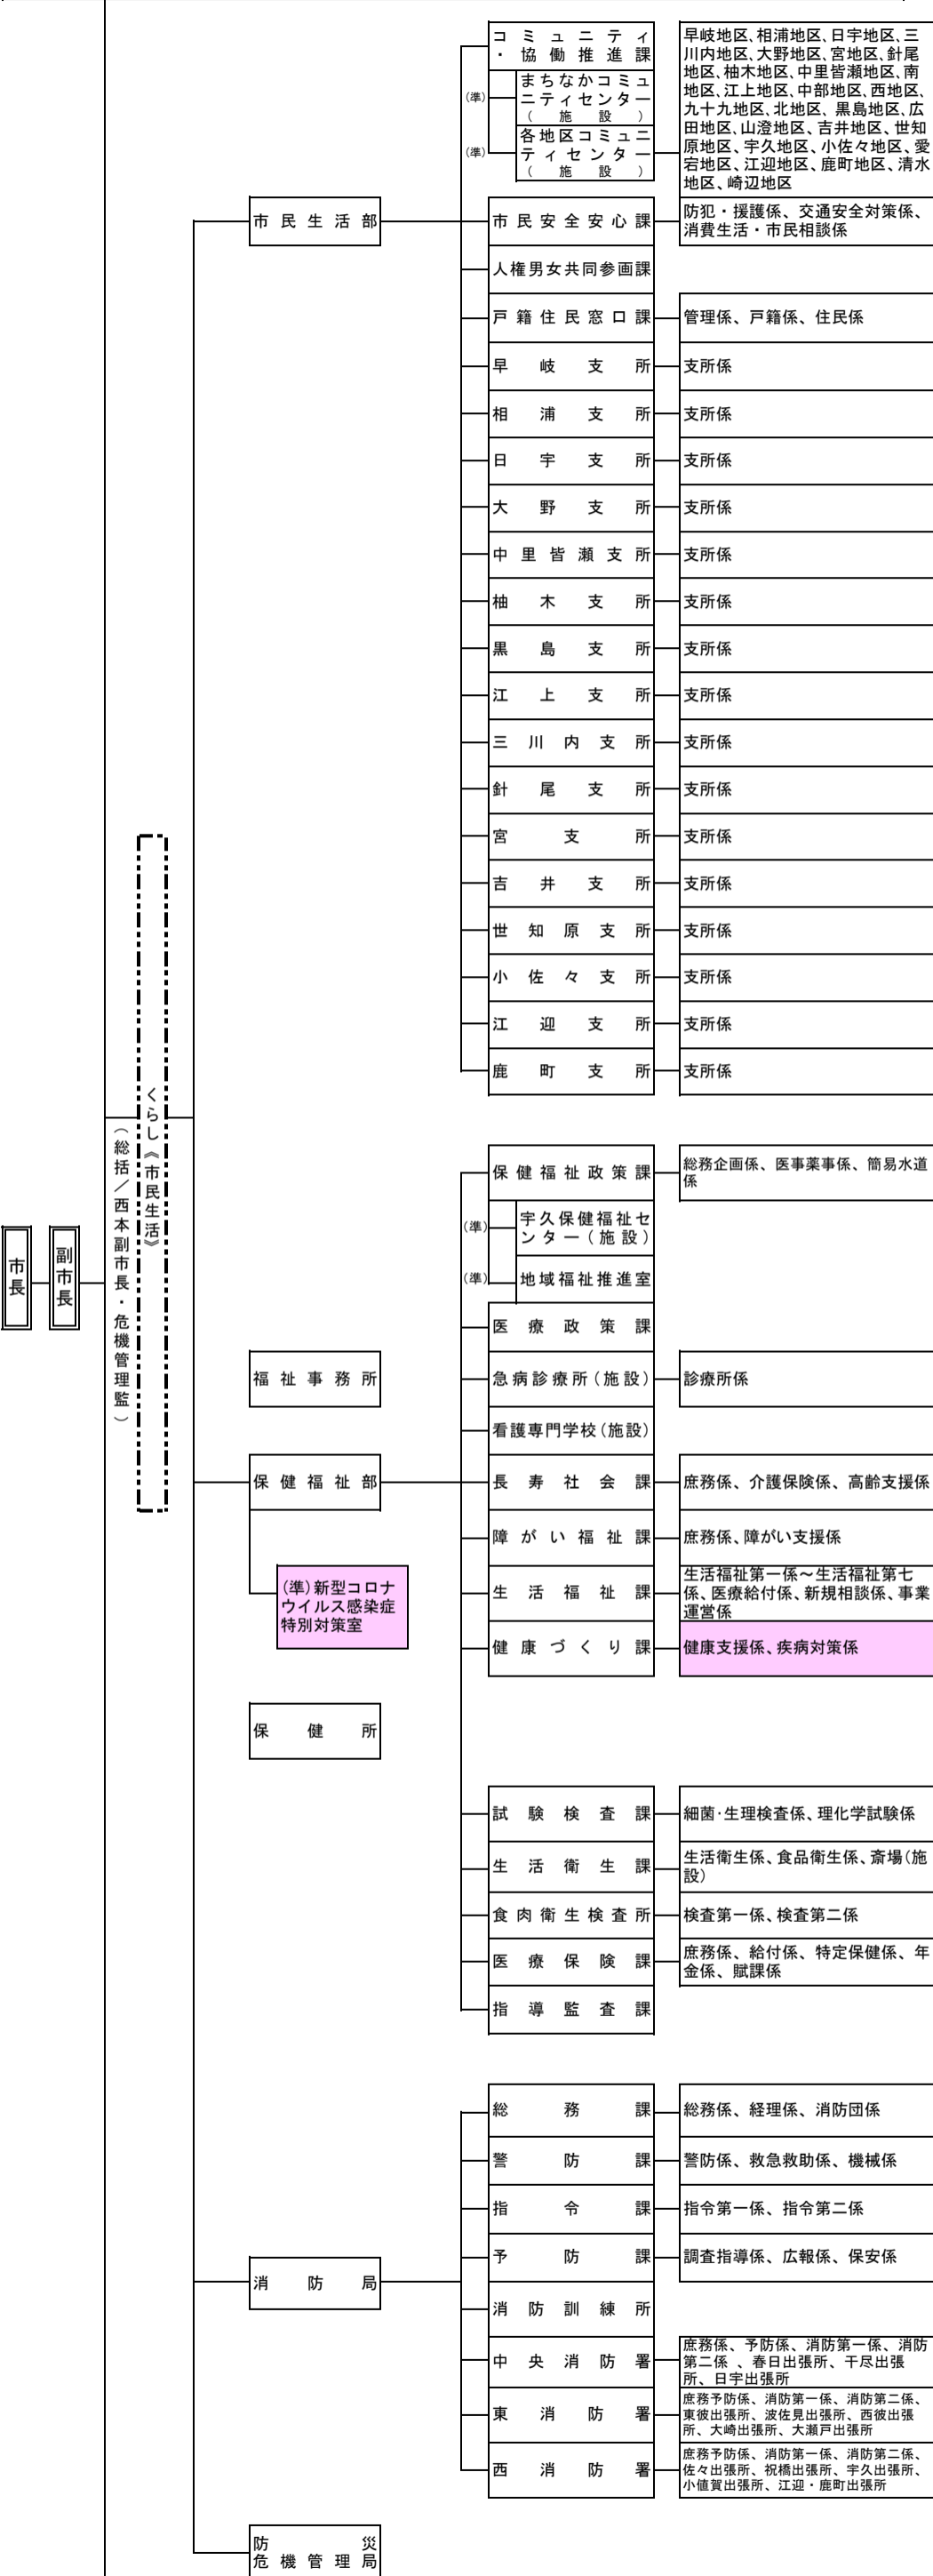 コミュニティ
・協働推進課
(準)
まちなかコミュ
ニティセンター
(施設)
(準)
各地区コミュニ
ティセンター
(施設)
早岐地区、相浦地区、日宇地区、三
川内地区、大野地区、宮地区、針尾
地区、柚木地区、中里皆瀬地区、南
地区、江上地区、中部地区、西地区、
九十九地区、北地区、黒島地区、広
田地区、山澄地区、吉井地区、世知
原地区、宇久地区、小佐々地区、愛
宕地区、江迎地区、鹿町地区、清水
地区、崎辺地区
市民生活部
市民安全安心課
防犯・援護係、交通安全対策係、
消費生活・市民相談係
人権男女共同参画課
戸籍住民窓口課
管理係、戸籍係、住民係
早岐支所
支所係
相浦支所
支所係
日宇支所
支所係
大野支所
支所係
中里皆瀬支所
支所係
柚木支所
支所係
黒島支所
支所係
江上支所
支所係
三川内支所
支所係
針尾支所
支所係
宮支所
支所係
吉井支所
支所係
世知原支所
支所係
小佐々支所
支所係
江迎支所
支所係
鹿町支所
支所係
市長
副市長
(総括/西本副市長・危機管理監)
くらし《市民生活》
保健福祉政策課
総務企画係、医事薬事係、簡易水道
係
(準)
宇久保健福祉セ
ンター(施設)
(準)
地域福祉推進室
医療政策課
福祉事務所
急病診療所(施設)
診療所係
看護専門学校(施設)
保健福祉部
長寿社会課
庶務係、介護保険係、高齢支援係
障がい福祉課
庶務係、障がい支援係
(準)新型コロナ
ウイルス感染症
特別対策室
生活福祉課
生活福祉第一係~生活福祉第七
係、医療給付係、新規相談係、事業
運営係
健康づくり課
健康支援係、疾病対策係
保健所
試験検査課
細菌・生理検査係、理化学試験係
生活衛生課
生活衛生係、食品衛生係、斎場(施
設)
食肉衛生検査所
検査第一係、検査第二係
医療保険課
庶務係、給付係、特定保健係、年
金係、賦課係
指導監査課
総務課
総務係、経理係、消防団係
警防課
警防係、救急救助係、機械係
指令課
指令第一係、指令第二係
予防課
調査指導係、広報係、保安係
消防局
消防訓練所
中央消防署
庶務係、予防係、消防第一係、消防
第二係 、春日出張所、干尽出張
所、日宇出張所
東消防署
庶務予防係、消防第一係、消防第二係、
東彼出張所、波佐見出張所、西彼出張
所、大崎出張所、大瀬戸出張所
西消防署
庶務予防係、消防第一係、消防第二係、
佐々出張所、祝橋出張所、宇久出張所、
小値賀出張所、江迎・鹿町出張所
防災
危機管理局